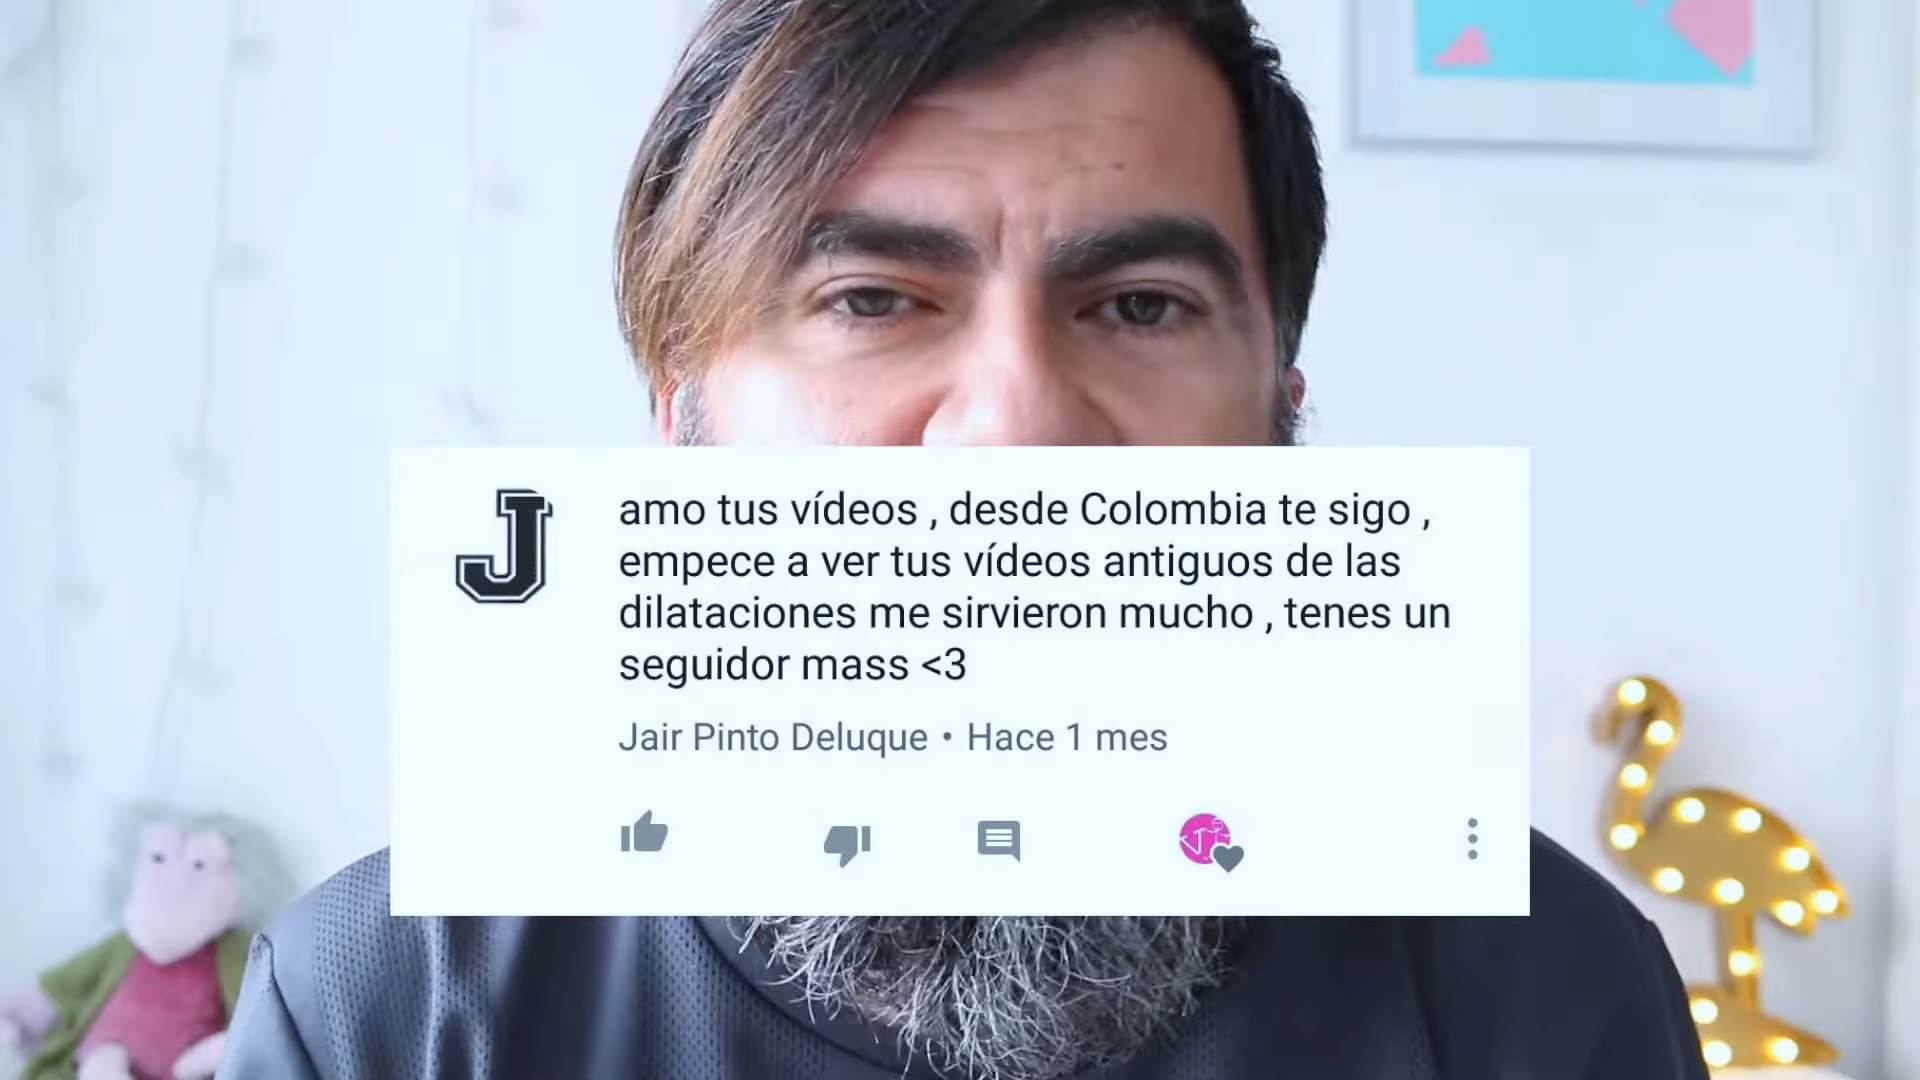 J
amo tus vídeos , desde Colombia te sigo ,
empece a ver tus vídeos antiguos de las
dilataciones me sirvieron mucho , tenes un
seguidor mass <3
Jair Pinto Deluque • Hace 1 mes